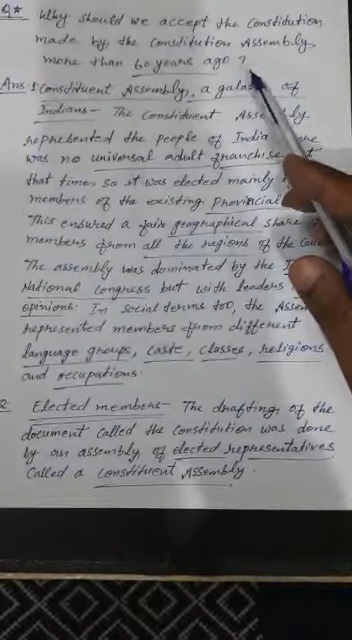 Q* Why should we accept the Constitution
made by the Constitution Assembly,
more than 60 years ago ?
Ans:1. Constituent Assembly, a of
Indians- The Constituent
represented the people of India.
was no universal adult franchise
that time, so it was elected mainly
members of the existing Provincial
This ensured a fair geographical share
members from all the regions of the
The assembly was dominated by the
National Congress but with leaders
opinions. In social terms too, the
represented members from different
language groups, caste, classes, religions
and occupations.
2 Elected members- The drafting of the
document called the Constitution was done
by an assembly of elected representatives
called a Constituent Assembly.